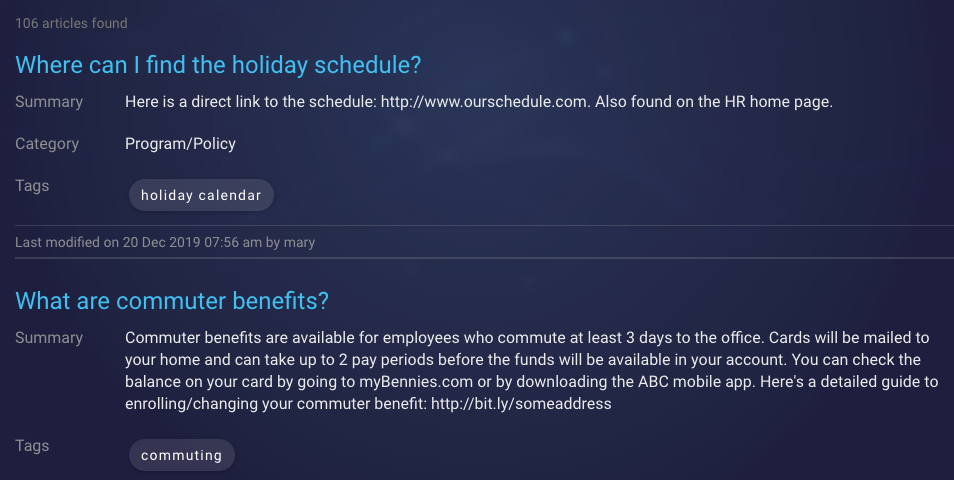 106 articles found
Where can I find the holiday schedule?
Summary Here is a direct link to the schedule: http://www.ourschedule.com. Also found on the HR home page.
Category Program/Policy
Tags holiday calendar
Last modified on 20 Dec 2019 07:56 am by mary
What are commuter benefits?
Summary Commuter benefits are available for employees who commute at least 3 days to the office. Cards will be mailed to
your home and can take up to 2 pay periods before the funds will be available in your account. You can check the
balance on your card by going to myBennies.com or by downloading the ABC mobile app. Here's a detailed guide to
enrolling/changing your commuter benefit: http://bit.ly/someaddress
Tags commuting